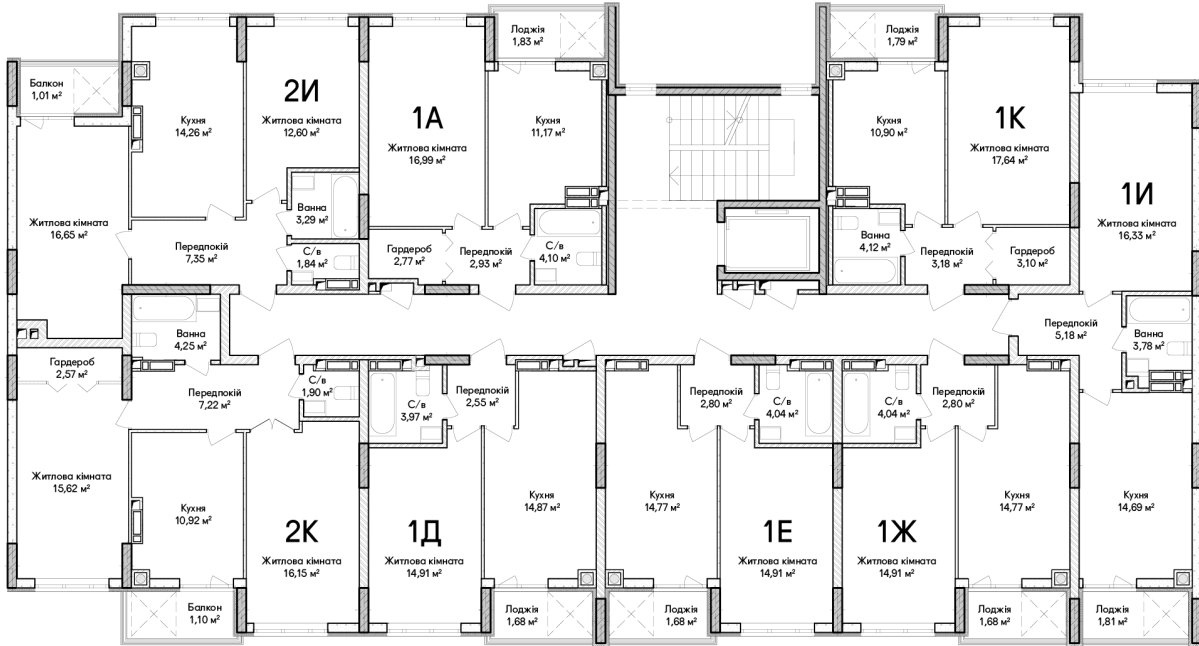 Балкон
1,01 м²
Кухня
14,26 м²
2И
Житлова кімната
12,60 м²
1А
Житлова кімната
16,99 м²
Лоджія
1,83 м²
Кухня
11,17 м²
Лоджія
1,79 м²
Кухня
10,90 м²
1К
Житлова кімната
17,64 м²
1И
Житлова кімната
16,33 м²
Житлова кімната
16,65 м²
Передпокій
7,35 м²
Ванна
3,29 м²
С/в
1,84 м²
Гардероб
2,77 м²
Передпокій
2,93 м²
С/в
4,10 м²
Ванна
4,12 м²
Передпокій
3,18 м²
Гардероб
3,10 м²
Передпокій
5,18 м²
Ванна
3,78 м²
Ванна
4,25 м²
Гардероб
2,57 м²
Передпокій
7,22 м²
С/в
1,90 м²
С/в
3,97 м²
Передпокій
2,55 м²
Передпокій
2,80 м²
С/в
4,04 м²
С/в
4,04 м²
Передпокій
2,80 м²
Житлова кімната
15,62 м²
Кухня
10,92 м²
2К
Житлова кімната
16,15 м²
1Д
Житлова кімната
14,91 м²
Кухня
14,87 м²
Кухня
14,77 м²
1Е
Житлова кімната
14,91 м²
1Ж
Житлова кімната
14,91 м²
Кухня
14,77 м²
Кухня
14,69 м²
Балкон
1,10 м²
Лоджія
1,68 м²
Лоджія
1,68 м²
Лоджія
1,68 м²
Лоджія
1,81 м²